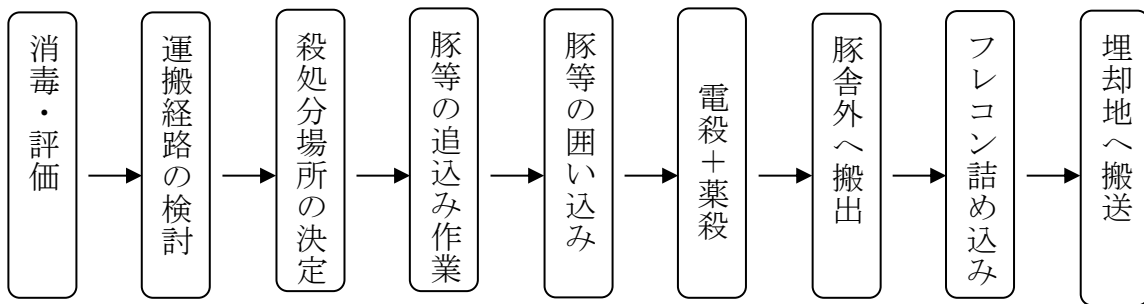 消毒・評価
運搬経路の検討
殺処分場所の決定
豚等の追込み作業
豚等の囲い込み
電殺＋薬殺
豚舎外へ搬出
フレコン詰め込み
埋却地へ搬送